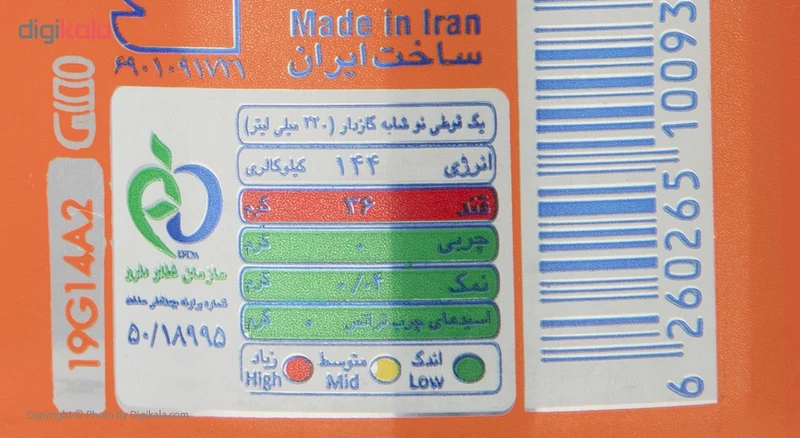 digikala
Made in Iran
ساخت ایران
۶۹۰۱۰۹۱۷۲۱
یک قوطی نوشابه گازدار (۳۳۰ میلی لیتر)
انرژی ۱۴۴ کیلوکالری
قند ۳۶ گرم
چربی ۰ گرم
نمک ۰/۰۴ گرم
اسیدهای چرب ترانس ۰ گرم
اندک متوسط زیاد
Low Mid High
سازمان غذا و دارو
۵۰/۱۸۹۹۵
19G14A2
6 260265 10093
Copyright © Photo by Digikala.com